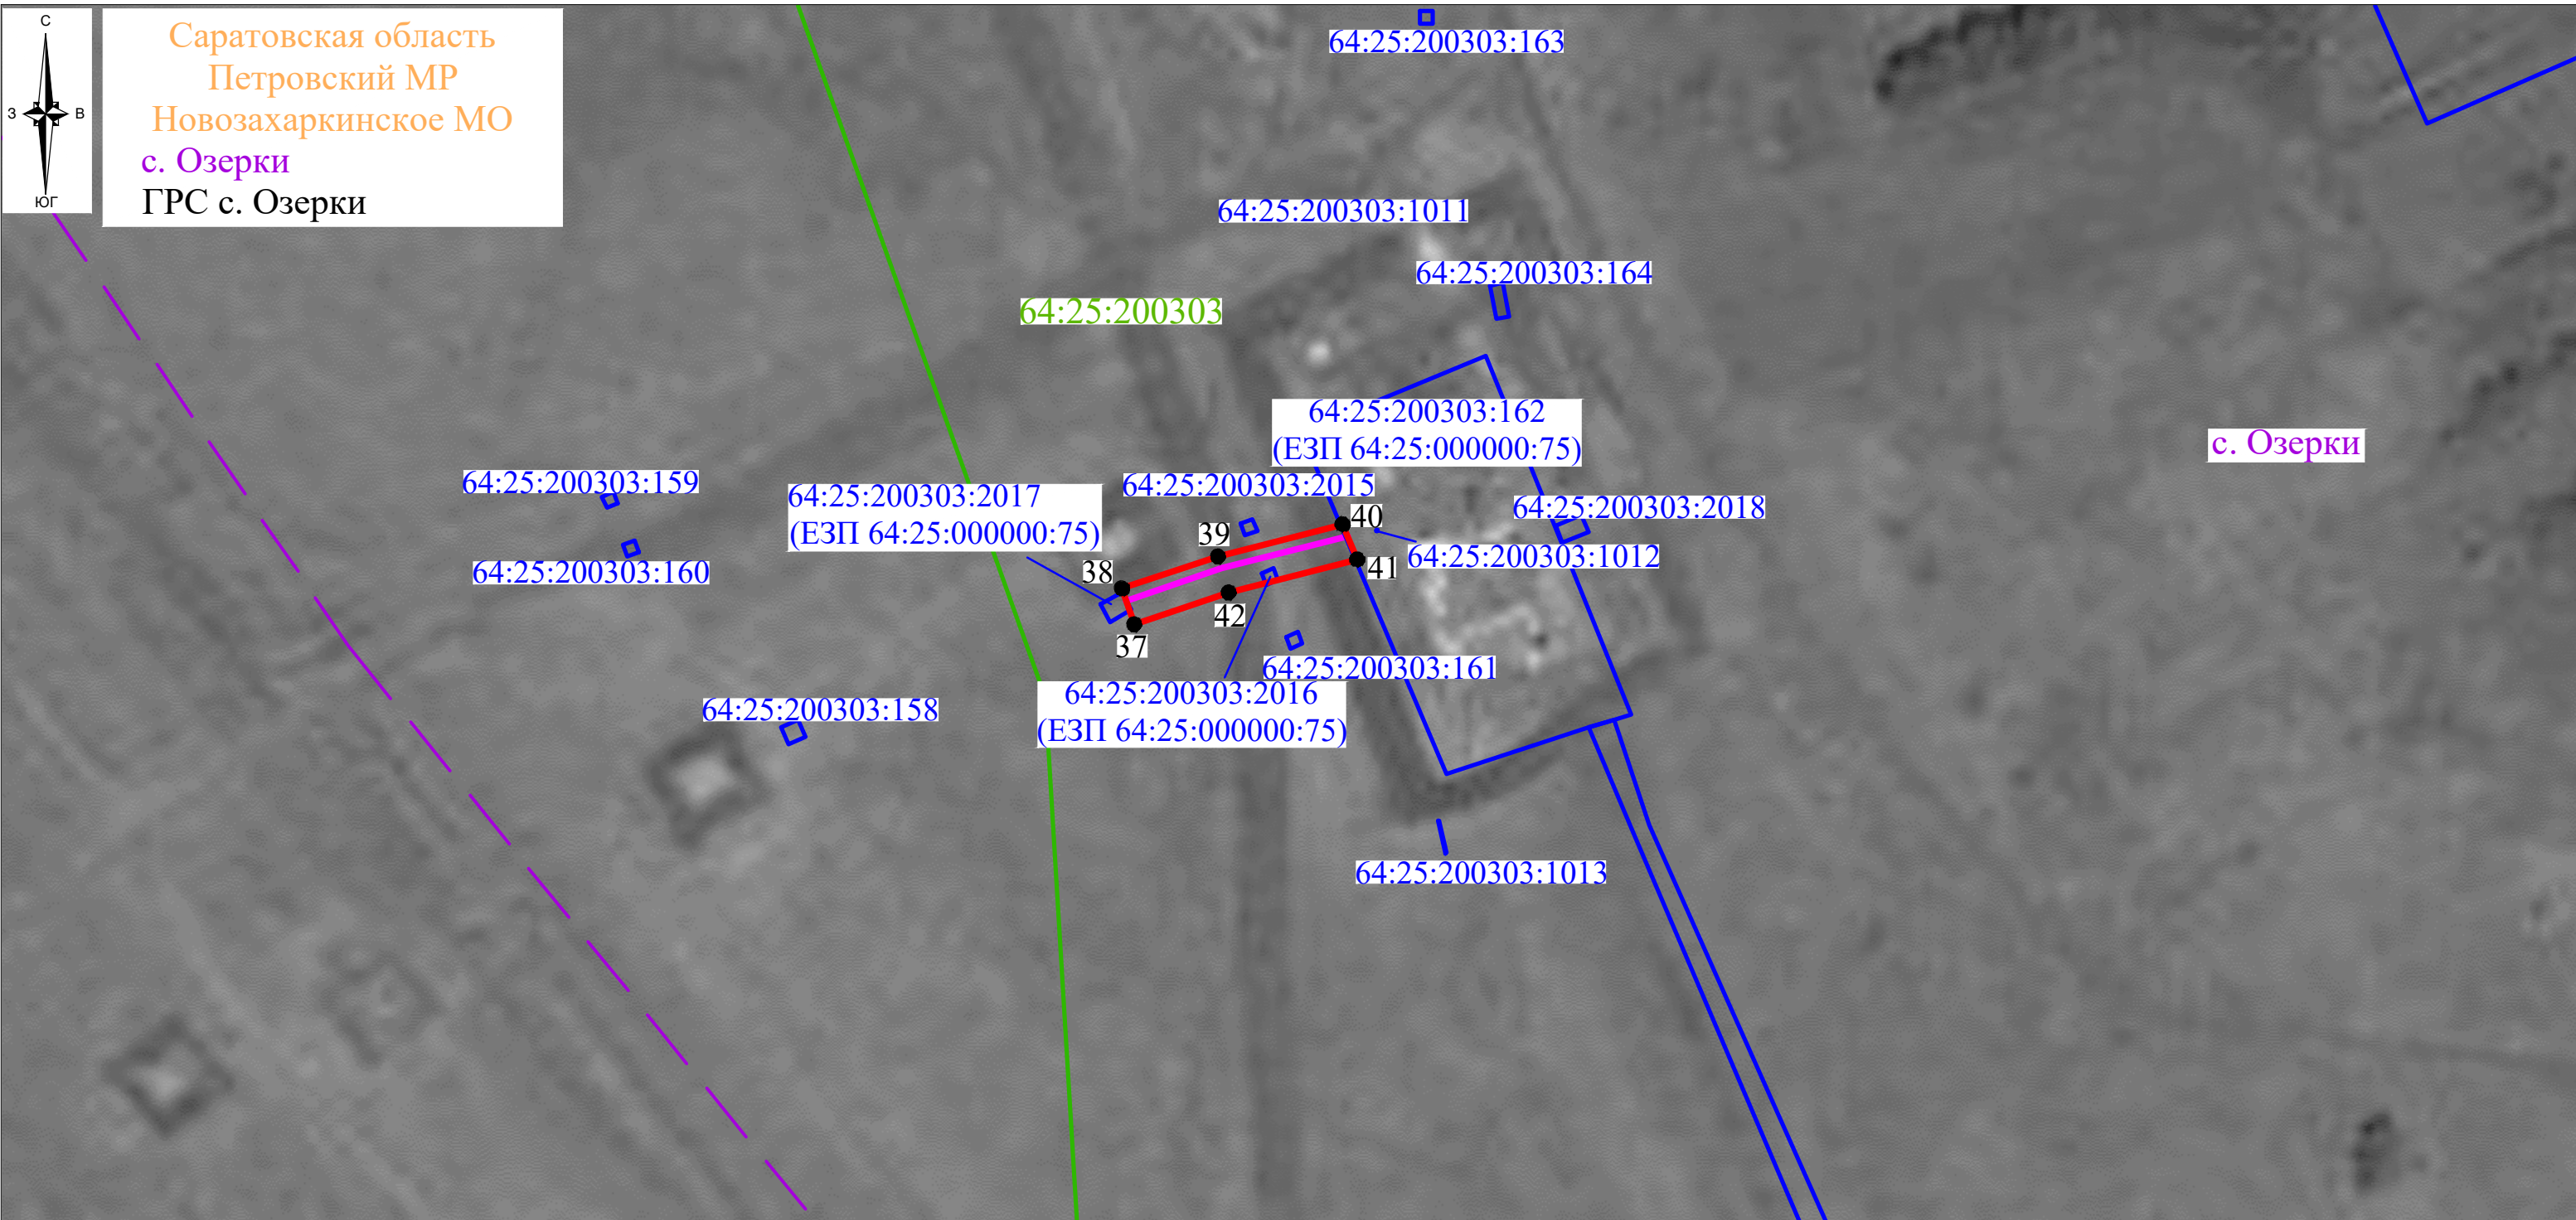 С
З
В
ЮГ
Саратовская область
Петровский МР
Новозахаркинское МО
с. Озерки
ГРС с. Озерки
64:25:200303:163
64:25:200303:1011
64:25:200303:164
64:25:200303
64:25:200303:162
(ЕЗП 64:25:000000:75)
с. Озерки
64:25:200303:159
64:25:200303:2017
(ЕЗП 64:25:000000:75)
64:25:200303:2015
64:25:200303:2018
40
39
64:25:200303:1012
41
38
64:25:200303:160
42
37
64:25:200303:161
64:25:200303:2016
(ЕЗП 64:25:000000:75)
64:25:200303:158
64:25:200303:1013